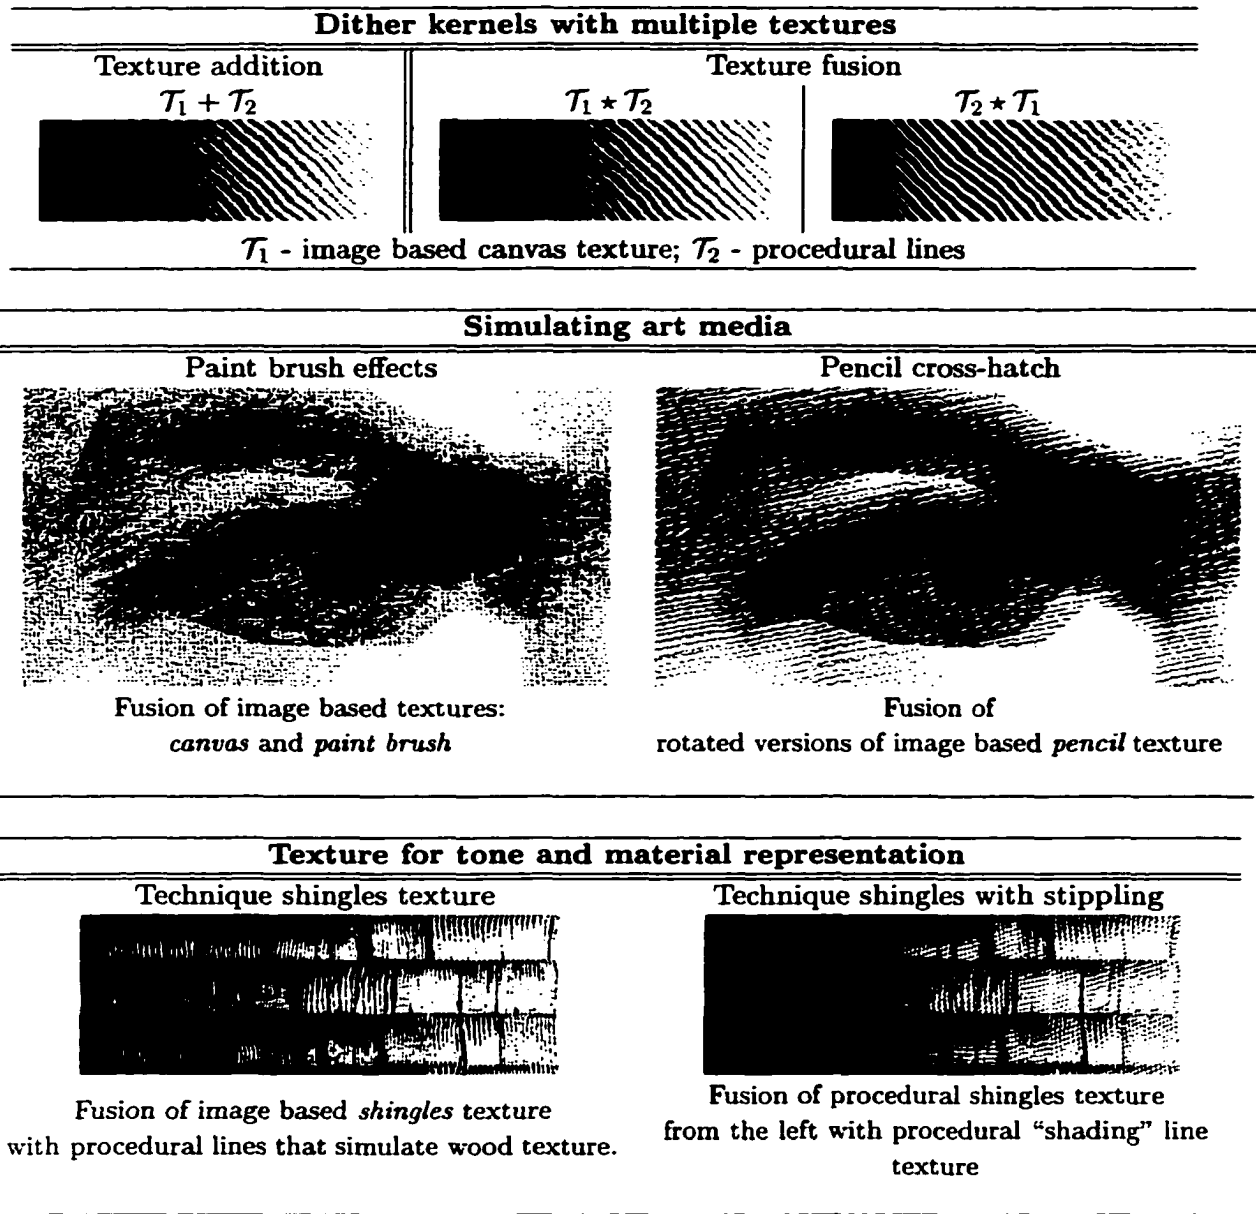 Dither kernels with multiple textures
Texture addition
Texture fusion
𝒯₁ + 𝒯₂
𝒯₁ ⋆ 𝒯₂
𝒯₂ ⋆ 𝒯₁
𝒯₁ - image based canvas texture; 𝒯₂ - procedural lines
Simulating art media
Paint brush effects
Pencil cross-hatch
Fusion of image based textures:
canvas and paint brush
Fusion of
rotated versions of image based pencil texture
Texture for tone and material representation
Technique shingles texture
Technique shingles with stippling
Fusion of image based shingles texture
with procedural lines that simulate wood texture.
Fusion of procedural shingles texture
from the left with procedural “shading” line
texture